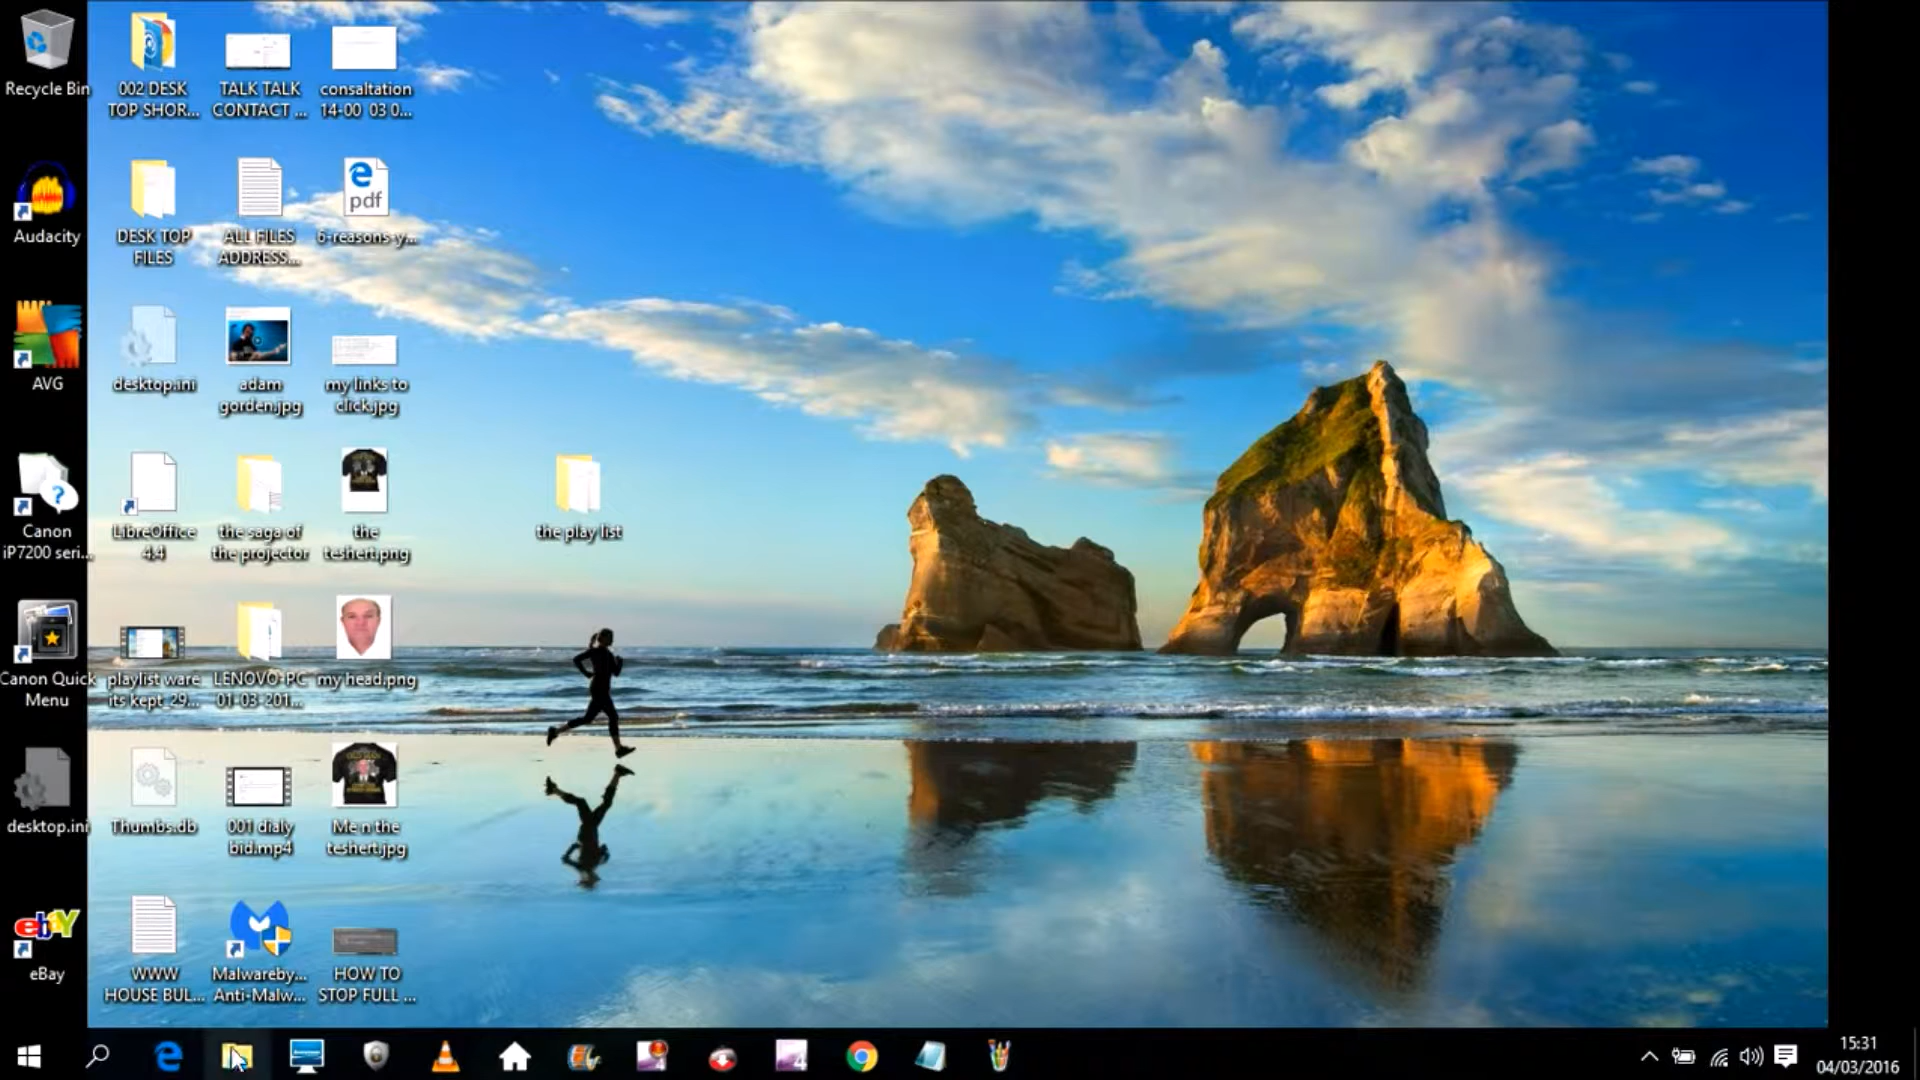 Recycle Bin
002 DESK
TOP SHOR...
TALK TALK
CONTACT ...
consaltation
14-00 03 0...
Audacity
DESK TOP
FILES
ALL FILES
ADDRESS...
pdf
6-reasons-y...
AVG
desktop.ini
adam
gorden.jpg
my links to
click.jpg
Canon
iP7200 seri...
LibreOffice
4.4
the saga of
the projector
the
teshert.png
the play list
Canon Quick
Menu
playlist ware
its kept_29...
LENOVO-PC
01-03-201...
my head.png
desktop.ini
Thumbs.db
001 dialy
bid.mp4
Me n the
teshert.jpg
ebY
eBay
WWW
HOUSE BUL...
Malwareby...
Anti-Malw...
HOW TO
STOP FULL ...
15:31
04/03/2016